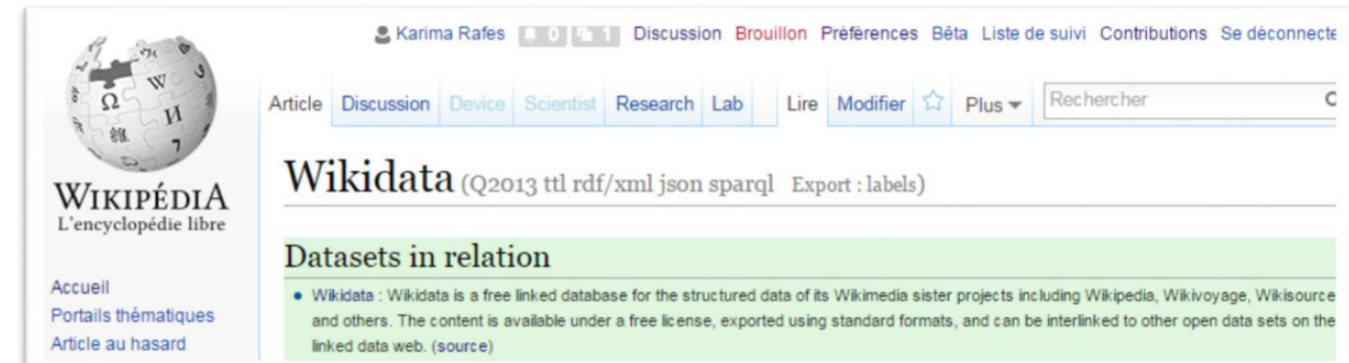 Karima Rafes 0 1 Discussion Brouillon Préférences Bêta Liste de suivi Contributions Se déconnecte
Article Discussion Device Scientist Research Lab Lire Modifier Plus Rechercher
WIKIPÉDIA
L'encyclopédie libre
Accueil
Portails thématiques
Article au hasard
Wikidata (Q2013 ttl rdf/xml json sparql Export : labels)
Datasets in relation
• Wikidata : Wikidata is a free linked database for the structured data of its Wikimedia sister projects including Wikipedia, Wikivoyage, Wikisource
and others. The content is available under a free license, exported using standard formats, and can be interlinked to other open data sets on the
linked data web. (source)